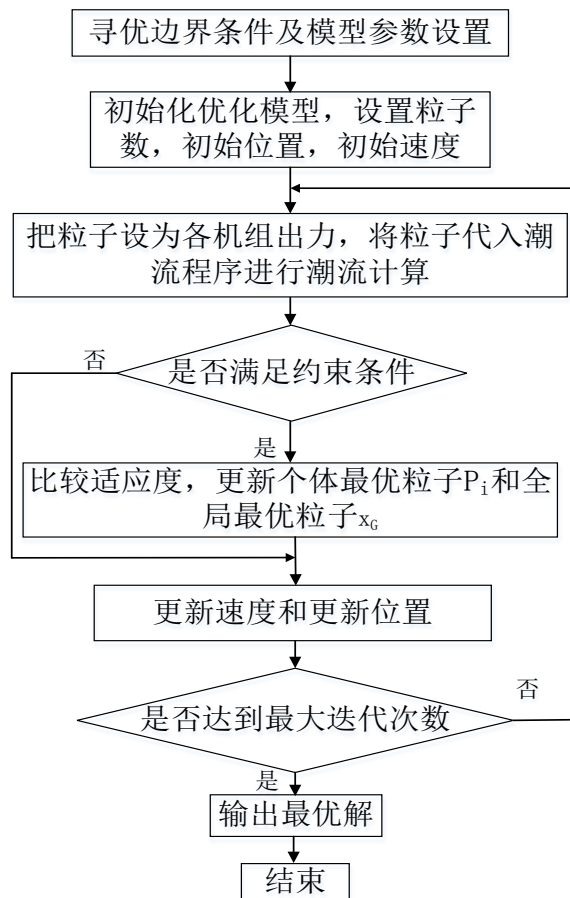 寻优边界条件及模型参数设置
初始化优化模型，设置粒子
数，初始位置，初始速度
把粒子设为各机组出力，将粒子代入潮
流程序进行潮流计算
否
是否满足约束条件
是
比较适应度，更新个体最优粒子Pi和全
局最优粒子xG
更新速度和更新位置
否
是否达到最大迭代次数
是
输出最优解
结束